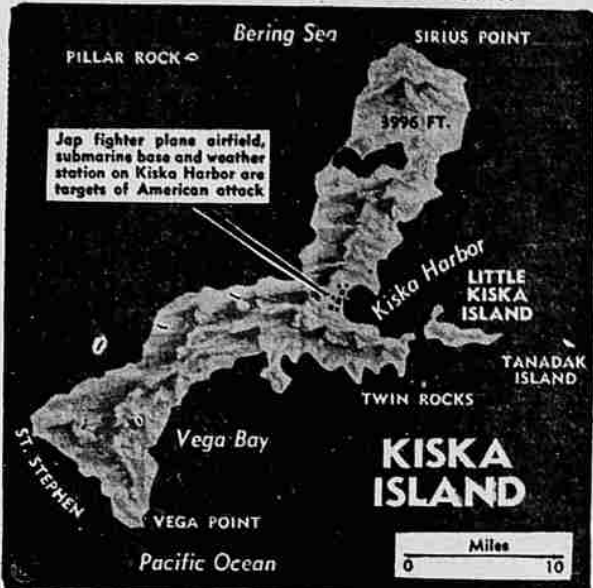 Bering Sea
SIRIUS POINT
PILLAR ROCK
3996 FT.
Jap fighter plane airfield,
submarine base and weather
station on Kiska Harbor are
targets of American attack
Kiska Harbor
LITTLE
KISKA
ISLAND
TANADAK
ISLAND
TWIN ROCKS
Vega Bay
ST. STEPHEN
KISKA
ISLAND
VEGA POINT
Pacific Ocean
Miles
0 10